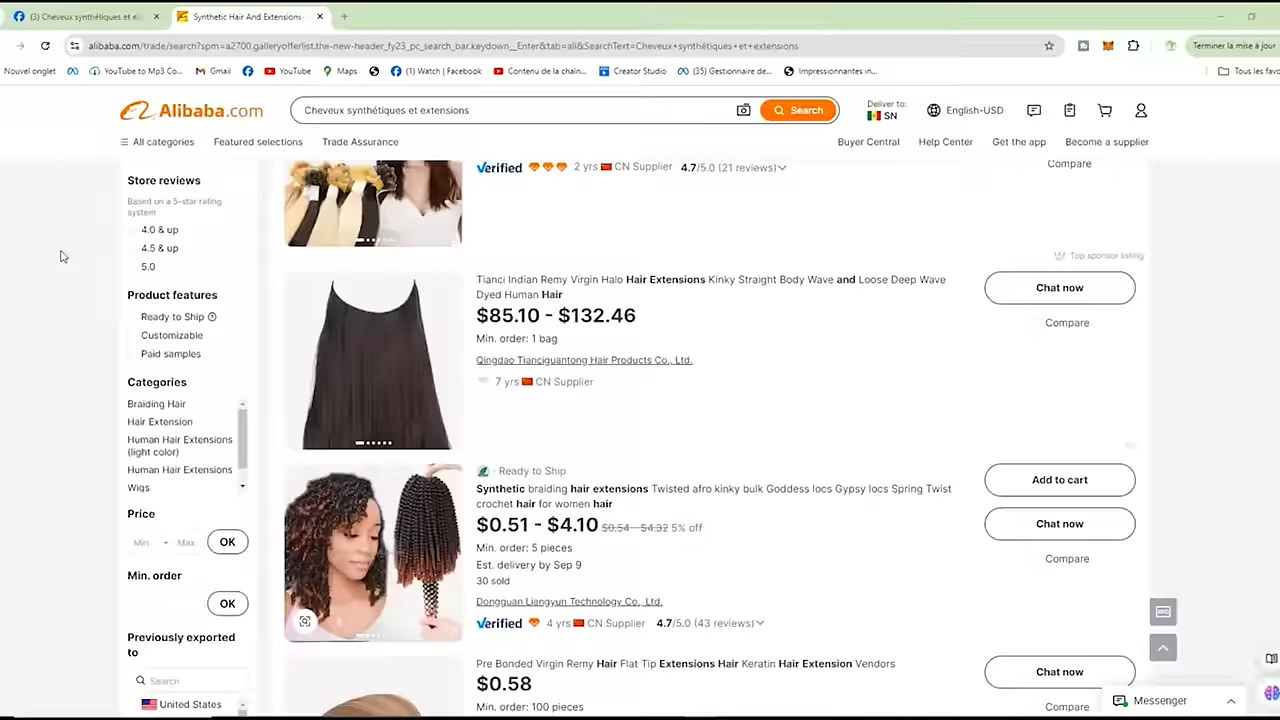 (3) Cheveux synthétiques et ex
Synthetic Hair And Extensions-
alibaba.com/trade/search?spm=a2700.galleryofferlist.the-new-header_fy23_pc_search_bar.keydown__Enter&tab=all&SearchText=Cheveux+synthétiques+et+extensions
Terminer la mise à jour
Nouvel onglet
YouTube to Mp3 Co...
Gmail
YouTube
Maps
(1) Watch | Facebook
Contenu de la chaîn...
Creator Studio
(35) Gestionnaire de...
Impressionnantes in...
Tous les favo
Alibaba.com
Cheveux synthétiques et extensions
Search
Deliver to:
SN
English-USD
All categories
Featured selections
Trade Assurance
Buyer Central
Help Center
Get the app
Become a supplier
Store reviews
Based on a 5-star rating
system
4.0 & up
4.5 & up
5.0
Product features
Ready to Ship
Customizable
Paid samples
Categories
Braiding Hair
Hair Extension
Human Hair Extensions
(light color)
Human Hair Extensions
Wigs
Price
Min. - Max. OK
Min. order
OK
Previously exported
to
Search
United States
Verified 2 yrs CN Supplier 4.7/5.0 (21 reviews)
Compare
Top sponsor listing
Tianci Indian Remy Virgin Halo Hair Extensions Kinky Straight Body Wave and Loose Deep Wave
Dyed Human Hair
$85.10 - $132.46
Min. order: 1 bag
Qingdao Tianciguantong Hair Products Co., Ltd.
7 yrs CN Supplier
Chat now
Compare
· Ready to Ship
Synthetic braiding hair extensions Twisted afro kinky bulk Goddess locs Gypsy locs Spring Twist
crochet hair for women hair
$0.51 - $4.10 $0.54 - $4.32 5% off
Min. order: 5 pieces
Est. delivery by Sep 9
30 sold
Dongguan Liangyun Technology Co., Ltd.
Verified 4 yrs CN Supplier 4.7/5.0 (43 reviews)
Add to cart
Chat now
Compare
Pre Bonded Virgin Remy Hair Flat Tip Extensions Hair Keratin Hair Extension Vendors
$0.58
Min. order: 100 pieces
Chat now
Compare
Messenger